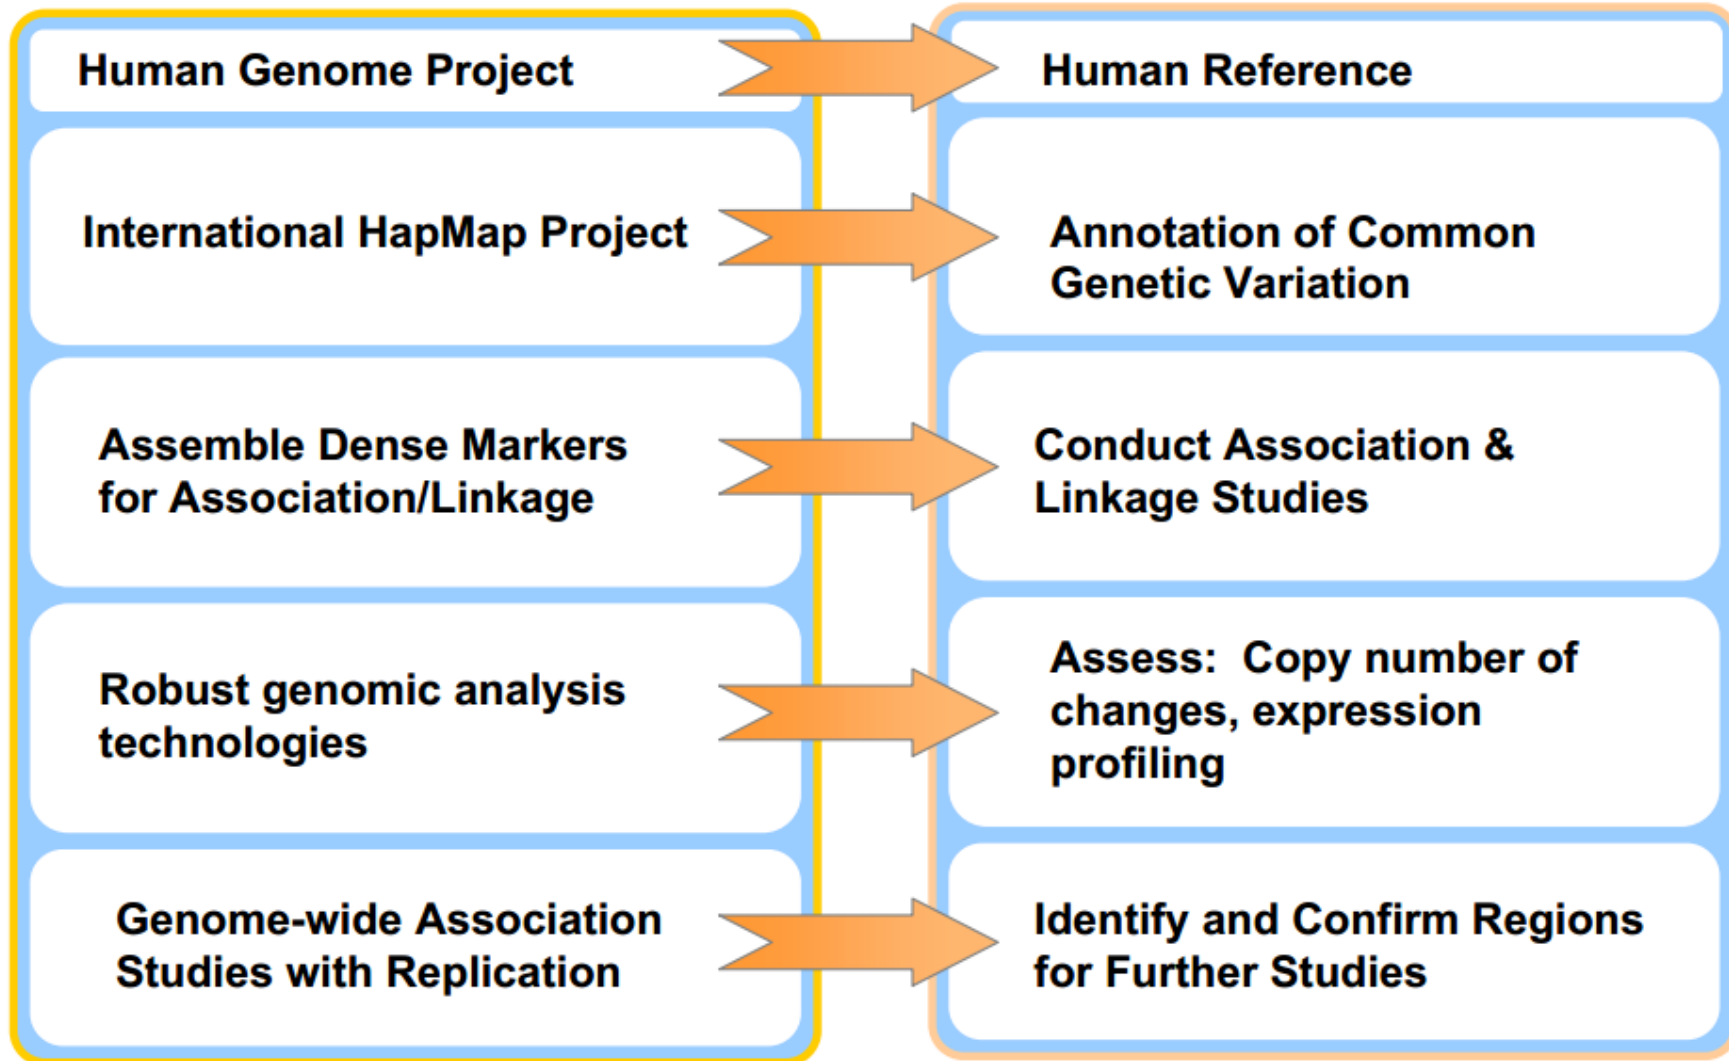 Human Genome Project
Human Reference
International HapMap Project
Annotation of Common
Genetic Variation
Assemble Dense Markers
for Association/Linkage
Conduct Association &
Linkage Studies
Robust genomic analysis
technologies
Assess:  Copy number of
changes, expression
profiling
Genome-wide Association
Studies with Replication
Identify and Confirm Regions
for Further Studies